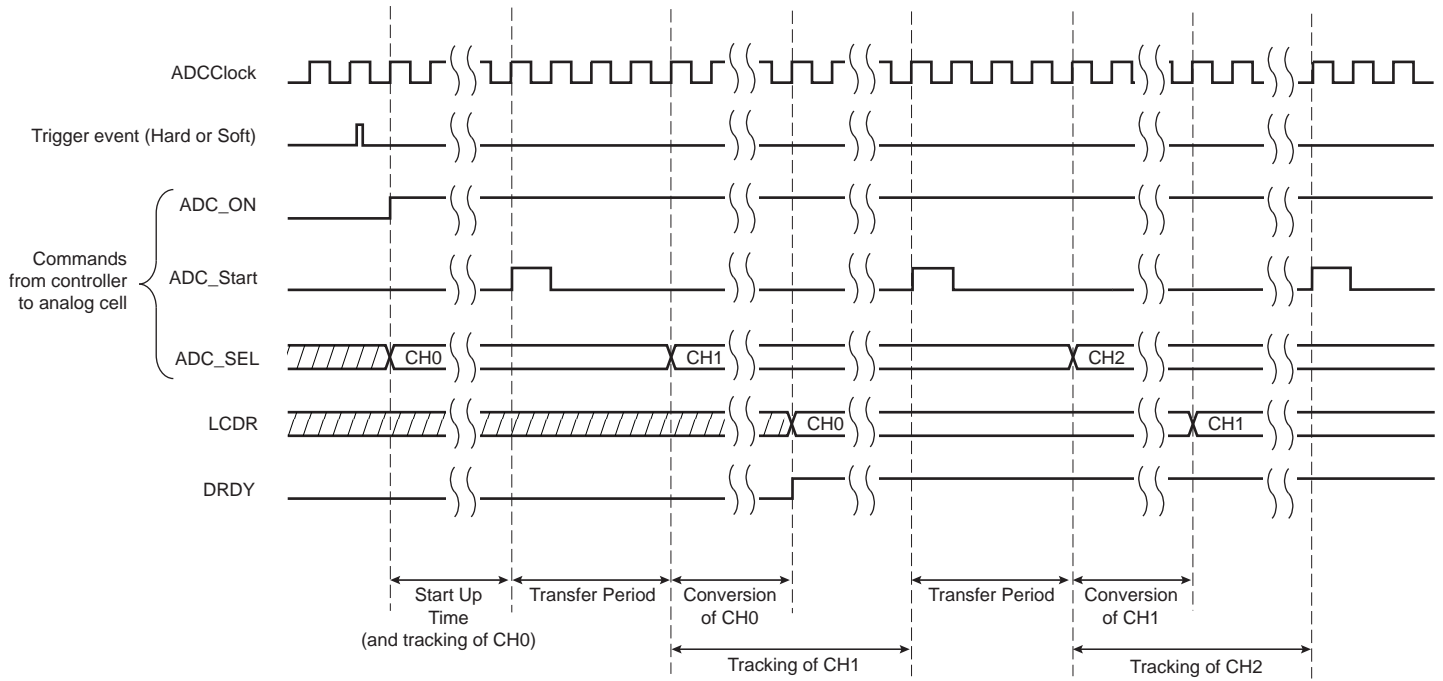 ADCClock
Trigger event (Hard or Soft)
ADC_ON
Commands
from controller
to analog cell
ADC_Start
ADC_SEL
CH0
CH1
CH2
LCDR
CH0
CH1
DRDY
Start Up
Time
(and tracking of CH0)
Transfer Period
Conversion
of CH0
Transfer Period
Conversion
of CH1
Tracking of CH1
Tracking of CH2